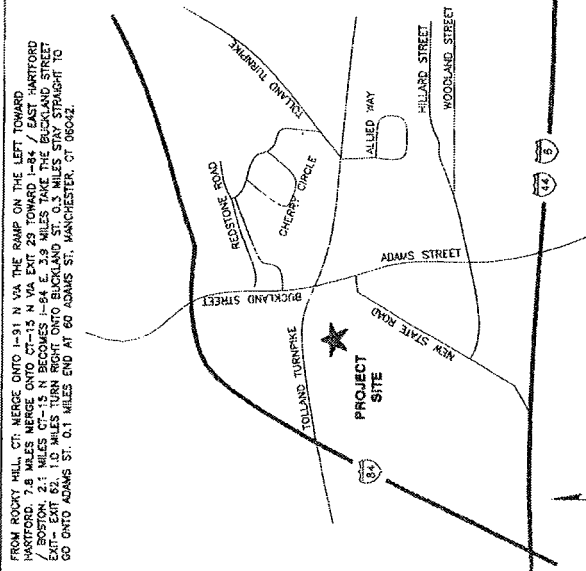 FROM ROCKY HILL, CT: MERGE ONTO I-91 N VIA THE RAMP ON THE LEFT TOWARD
HARTFORD. 7.8 MILES MERGE ONTO CT-15 N VIA EXIT 29 TOWARD I-84 / EAST HARTFORD
/ BOSTON. 2.1 MILES CT-15 N BECOMES I-84 E. 3.9 MILES TAKE THE BUCKLAND STREET
EXIT- EXIT 62. 1.0 MILES TURN RIGHT ONTO BUCKLAND ST. 0.3 MILES STAY STRAIGHT TO
GO ONTO ADAMS ST. 0.1 MILES END AT 60 ADAMS ST, MANCHESTER, CT 06042.
TOLLAND TURNPIKE
REDSTONE ROAD
CHERRY CIRCLE
ALLIED WAY
HILLARD STREET
WOODLAND STREET
BUCKLAND STREET
ADAMS STREET
TOLLAND TURNPIKE
NEW STATE ROAD
PROJECT
SITE
84
44
6